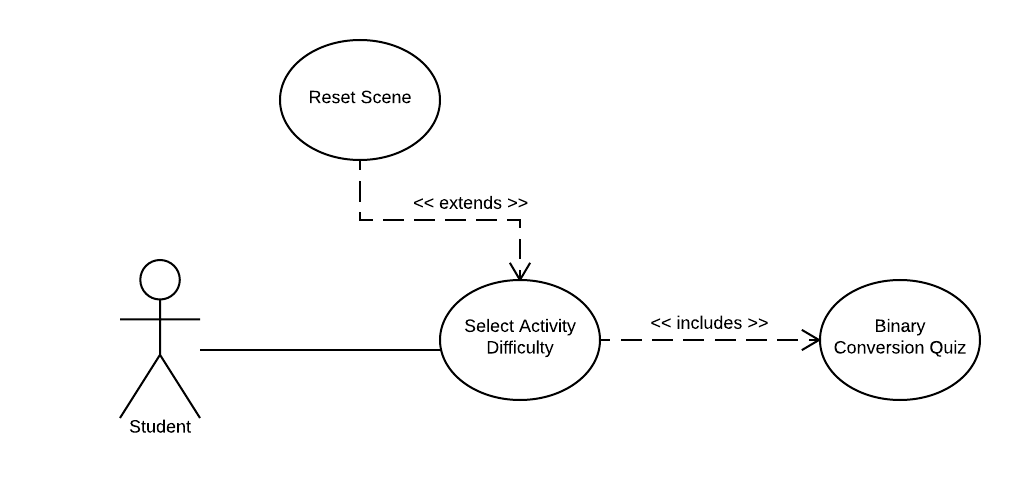 Reset Scene
<< extends >>
Select Activity
Difficulty
<< includes >>
Binary
Conversion Quiz
Student